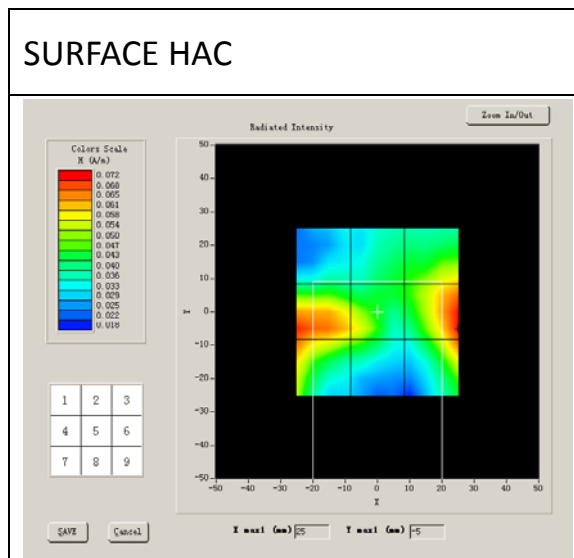 SURFACE HAC
Zoom In/Out
Radiated Intensity
Colors Scale
H (A/m)
0.072
0.068
0.065
0.061
0.058
0.054
0.050
0.047
0.043
0.040
0.036
0.033
0.029
0.025
0.022
0.018
50
40
30
20
10
0
-10
-20
-30
-40
-50
Y
-50 -40 -30 -20 -10 0 10 20 30 40 50
X
1 2 3
4 5 6
7 8 9
SAVE Cancel
X maxi (mm) 25 Y maxi (mm) -5